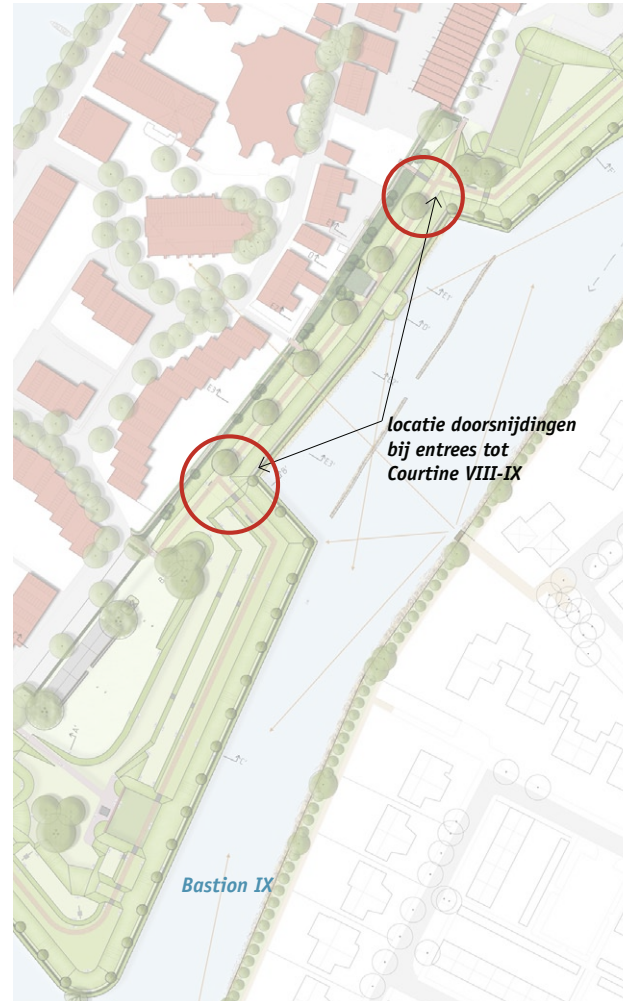 locatie doorsnijdingen
bij entrees tot
Courtine VIII-IX
Bastion IX